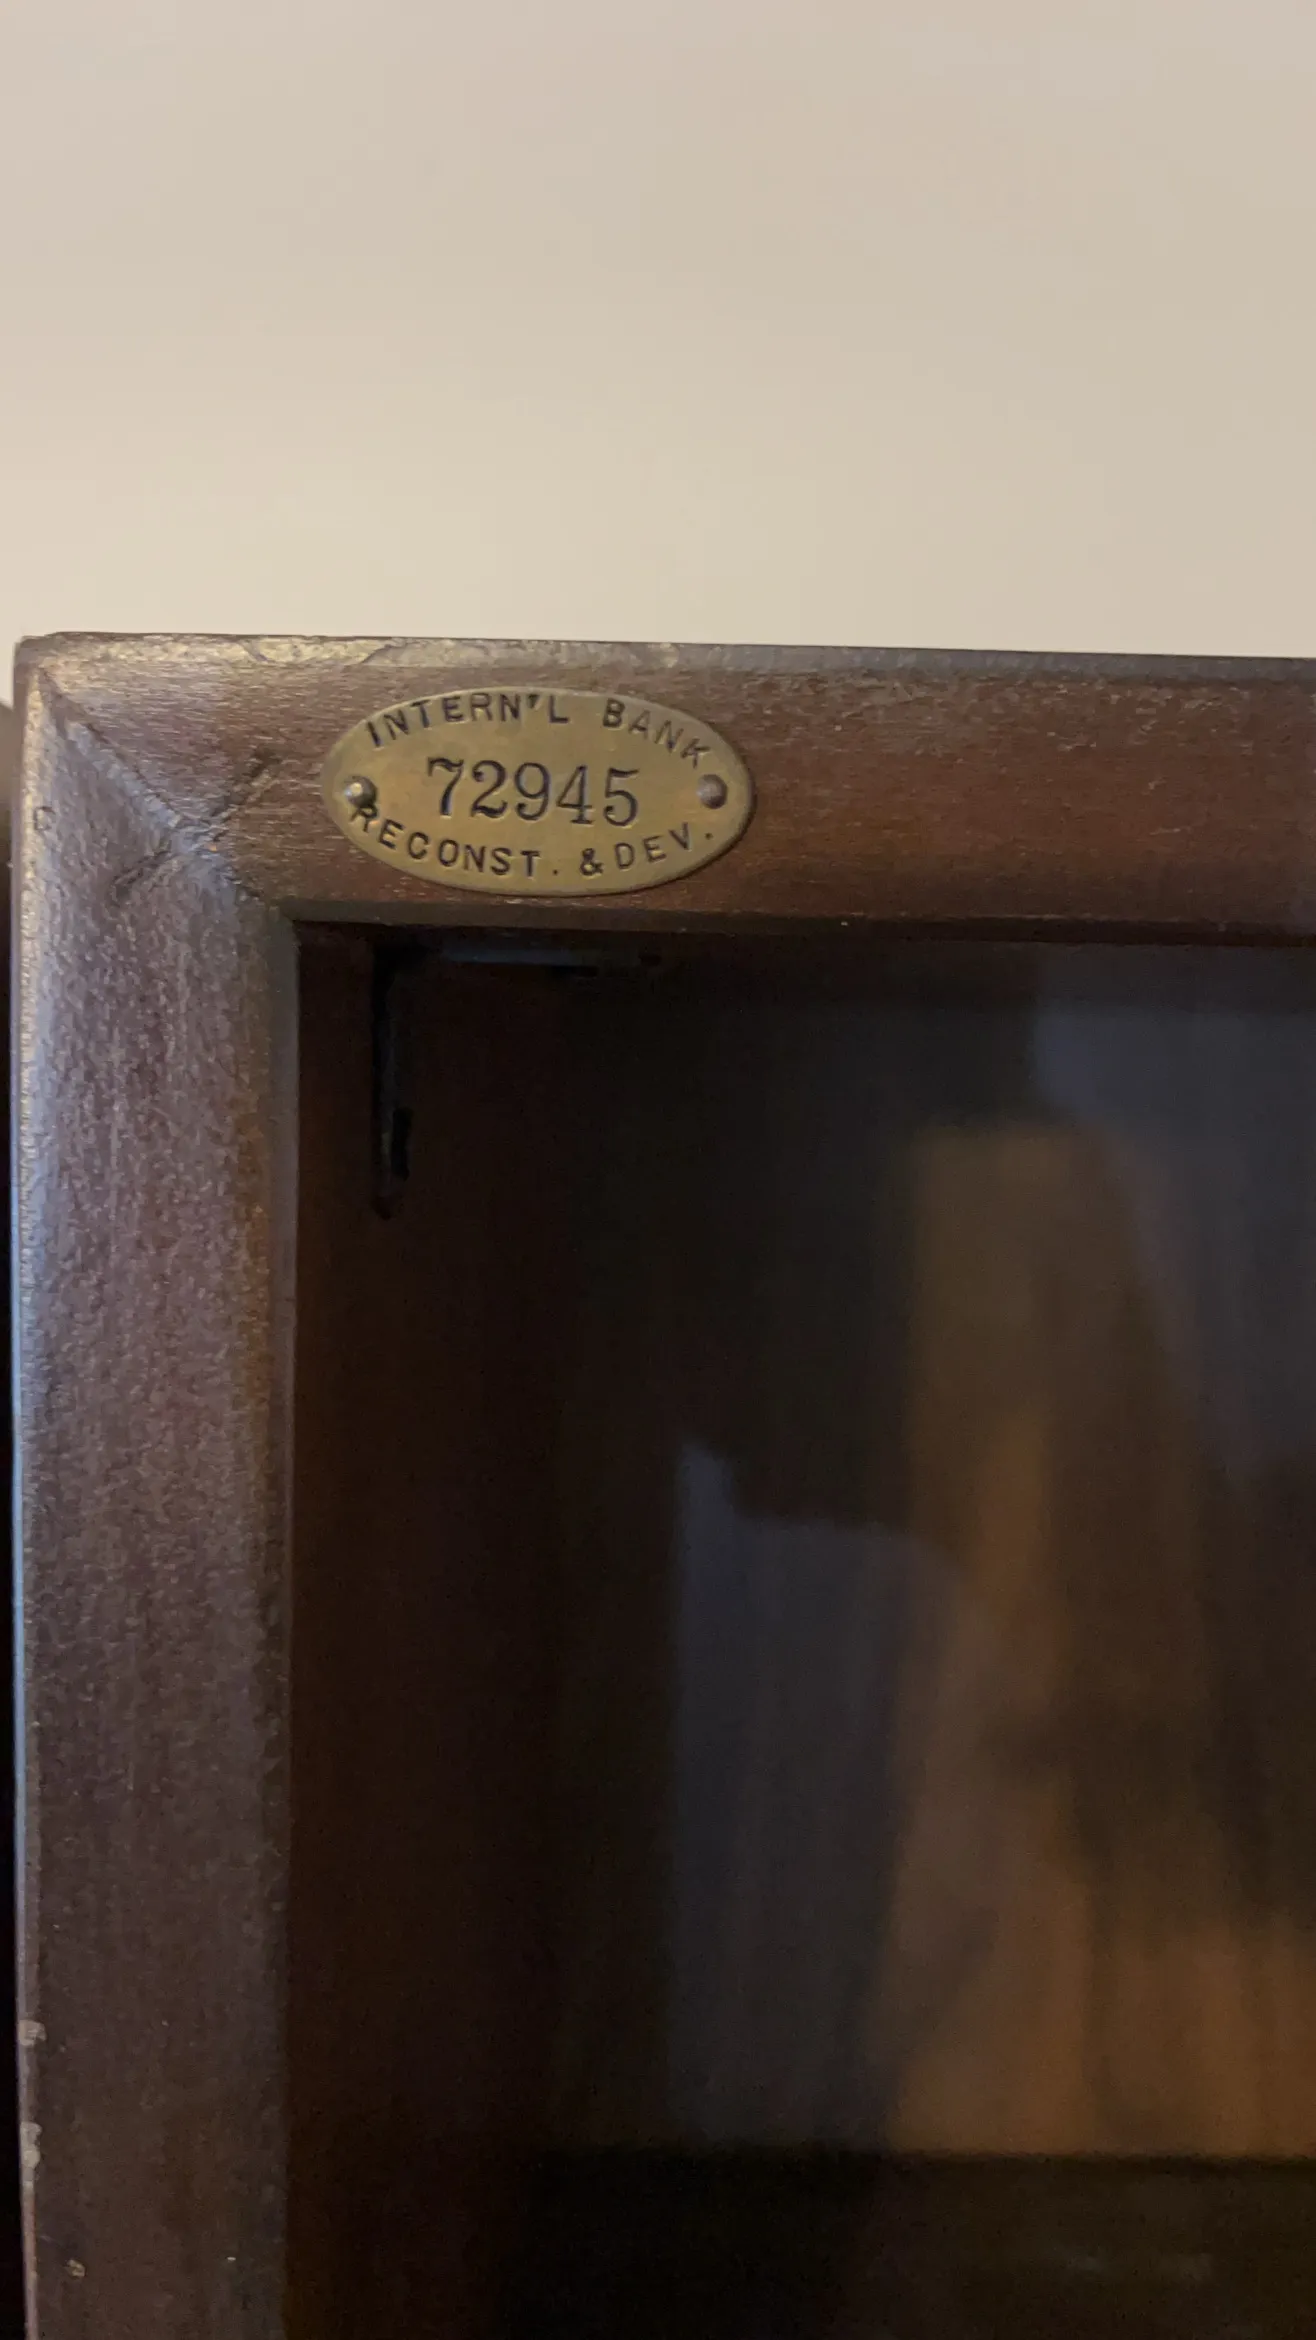 INTERN'L BANK
72945
RECONST. & DEV.